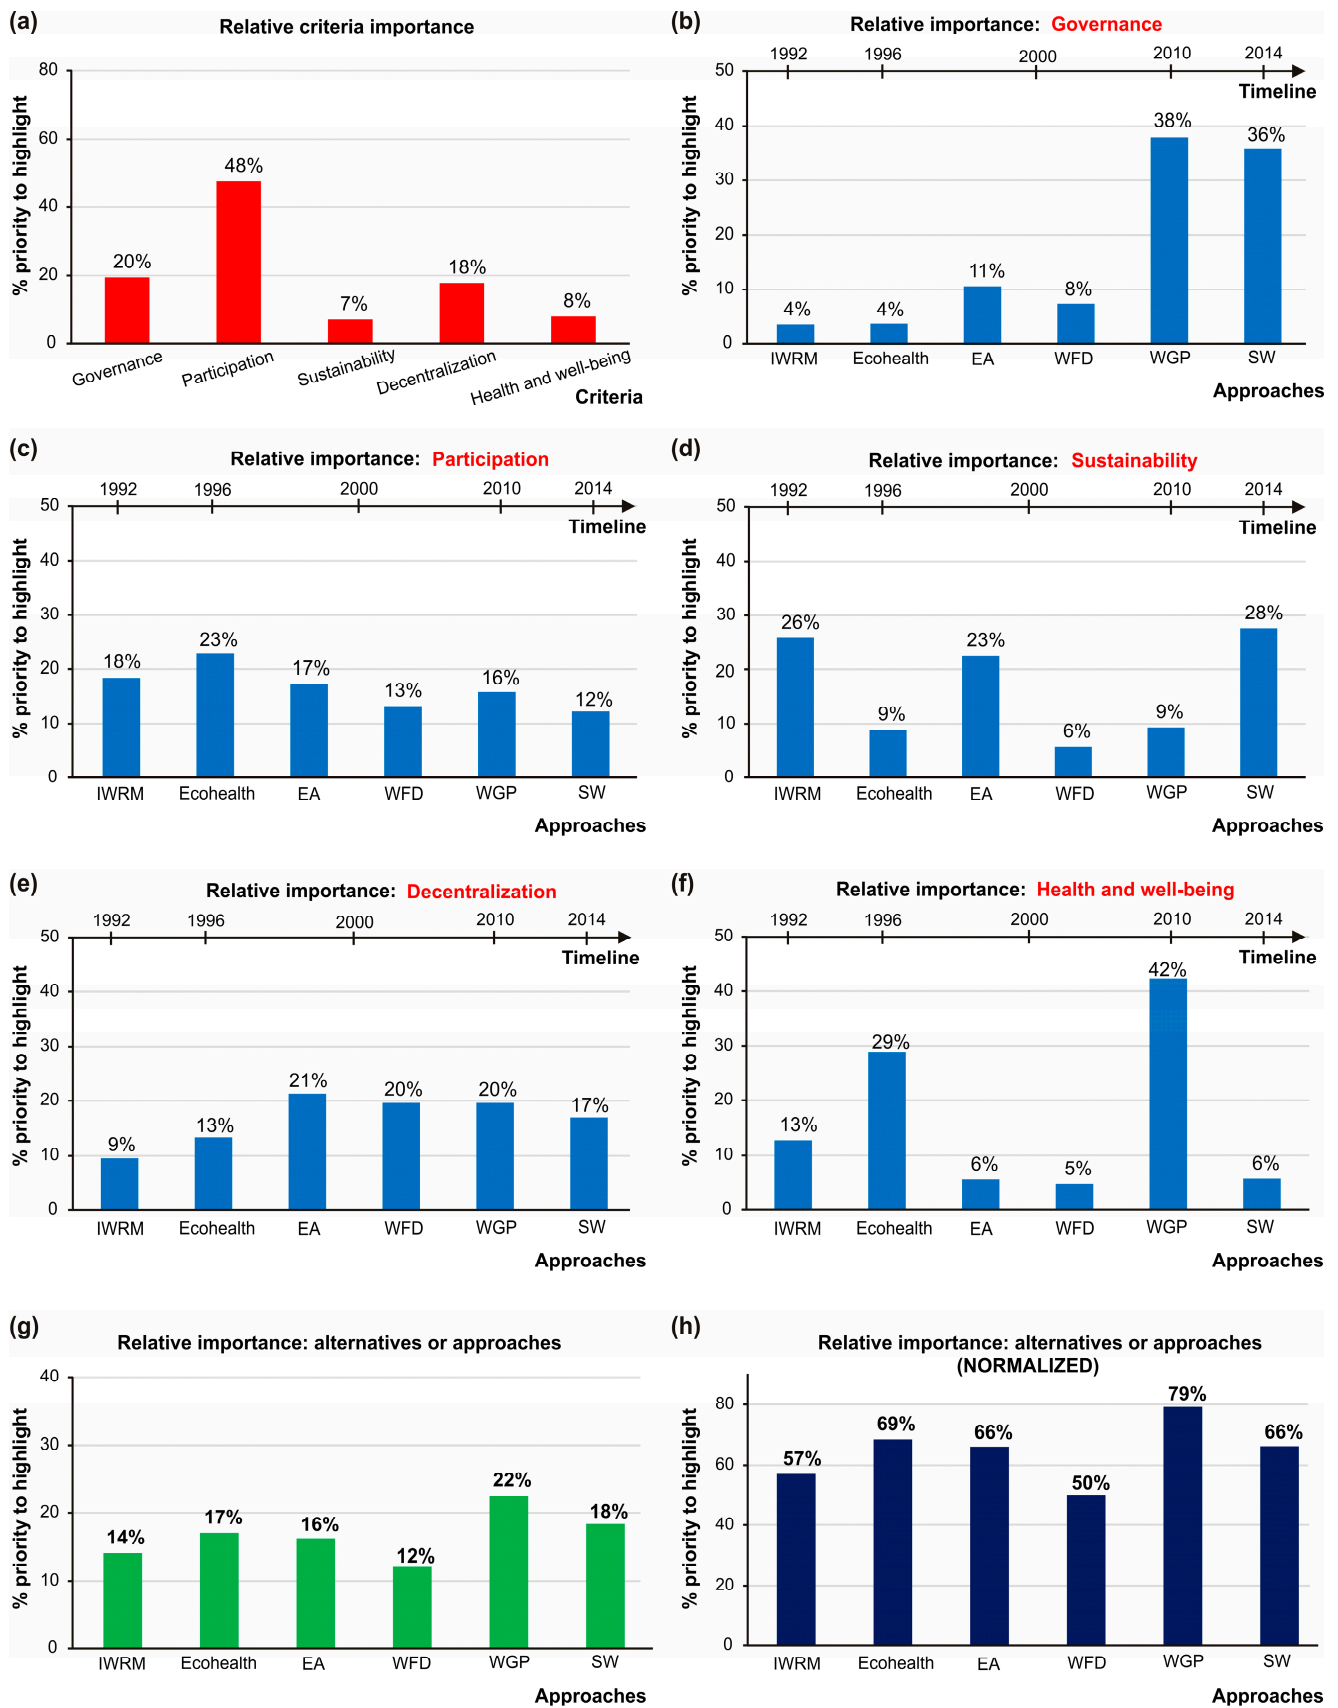 (a)
Relative criteria importance
% priority to highlight
80
60
40
20
0
20%
48%
7%
18%
8%
Governance
Participation
Sustainability
Decentralization
Health and well-being
Criteria
(b)
Relative importance: Governance
1992 1996 2000 2010 2014
Timeline
% priority to highlight
50
40
30
20
10
0
4%
4%
11%
8%
38%
36%
IWRM Ecohealth EA WFD WGP SW
Approaches
(c)
Relative importance: Participation
1992 1996 2000 2010 2014
Timeline
% priority to highlight
50
40
30
20
10
0
18%
23%
17%
13%
16%
12%
IWRM Ecohealth EA WFD WGP SW
Approaches
(d)
Relative importance: Sustainability
1992 1996 2000 2010 2014
Timeline
% priority to highlight
50
40
30
20
10
0
26%
9%
23%
6%
9%
28%
IWRM Ecohealth EA WFD WGP SW
Approaches
(e)
Relative importance: Decentralization
1992 1996 2000 2010 2014
Timeline
% priority to highlight
50
40
30
20
10
0
9%
13%
21%
20%
20%
17%
IWRM Ecohealth EA WFD WGP SW
Approaches
(f)
Relative importance: Health and well-being
1992 1996 2000 2010 2014
Timeline
% priority to highlight
50
40
30
20
10
0
13%
29%
6%
5%
42%
6%
IWRM Ecohealth EA WFD WGP SW
Approaches
(g)
Relative importance: alternatives or approaches
% priority to highlight
40
30
20
10
0
14%
17%
16%
12%
22%
18%
IWRM Ecohealth EA WFD WGP SW
Approaches
(h)
Relative importance: alternatives or approaches
(NORMALIZED)
% priority to highlight
80
60
40
20
0
57%
69%
66%
50%
79%
66%
IWRM Ecohealth EA WFD WGP SW
Approaches